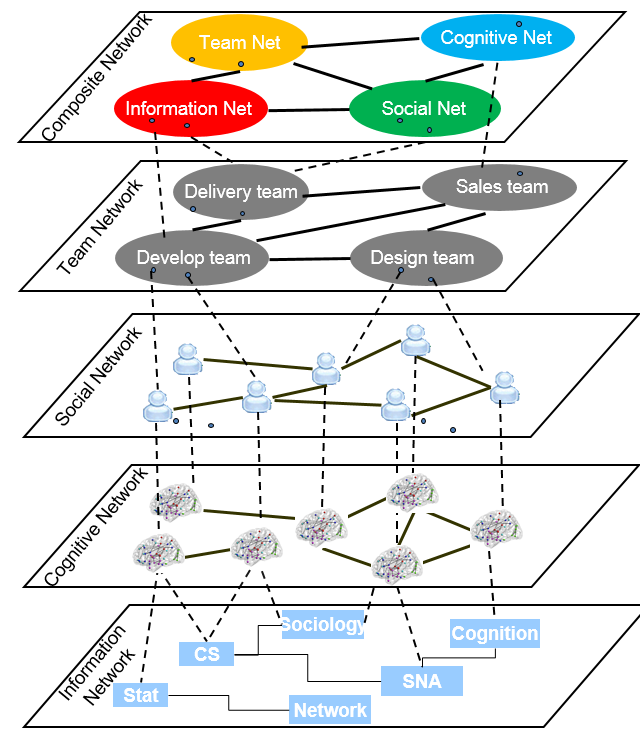 Composite Network
Team Net
Cognitive Net
Information Net
Social Net
Team Network
Delivery team
Sales team
Develop team
Design team
Social Network
Cognitive Network
Information
Network
Sociology
Cognition
CS
SNA
Stat
Network